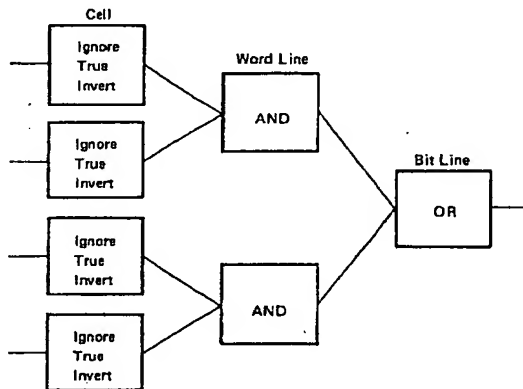 Cell
Ignore
True
Invert
Word Line
AND
Ignore
True
Invert
Bit Line
OR
Ignore
True
Invert
AND
Ignore
True
Invert